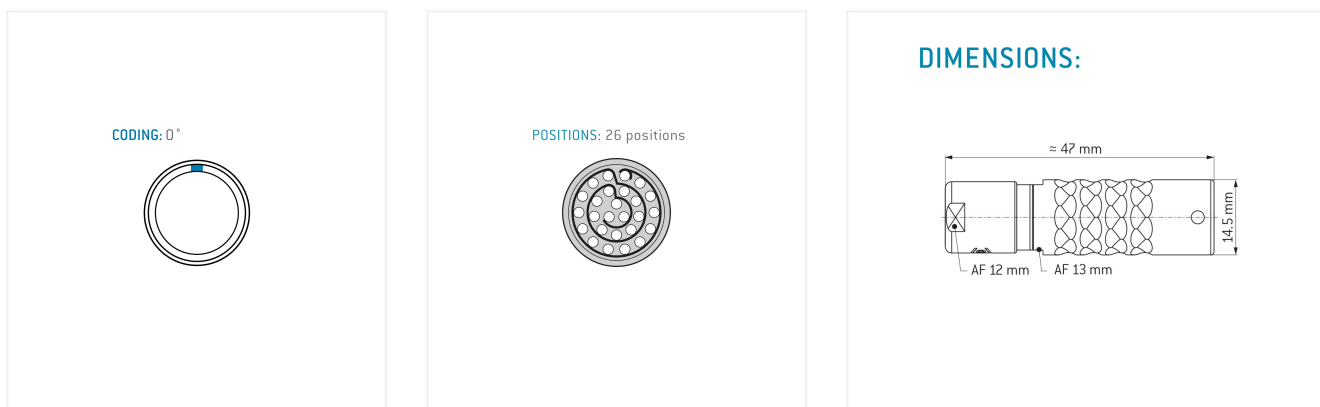 CODING: 0°
POSITIONS: 26 positions
DIMENSIONS:
≈ 47 mm
14.5 mm
AF 12 mm
AF 13 mm